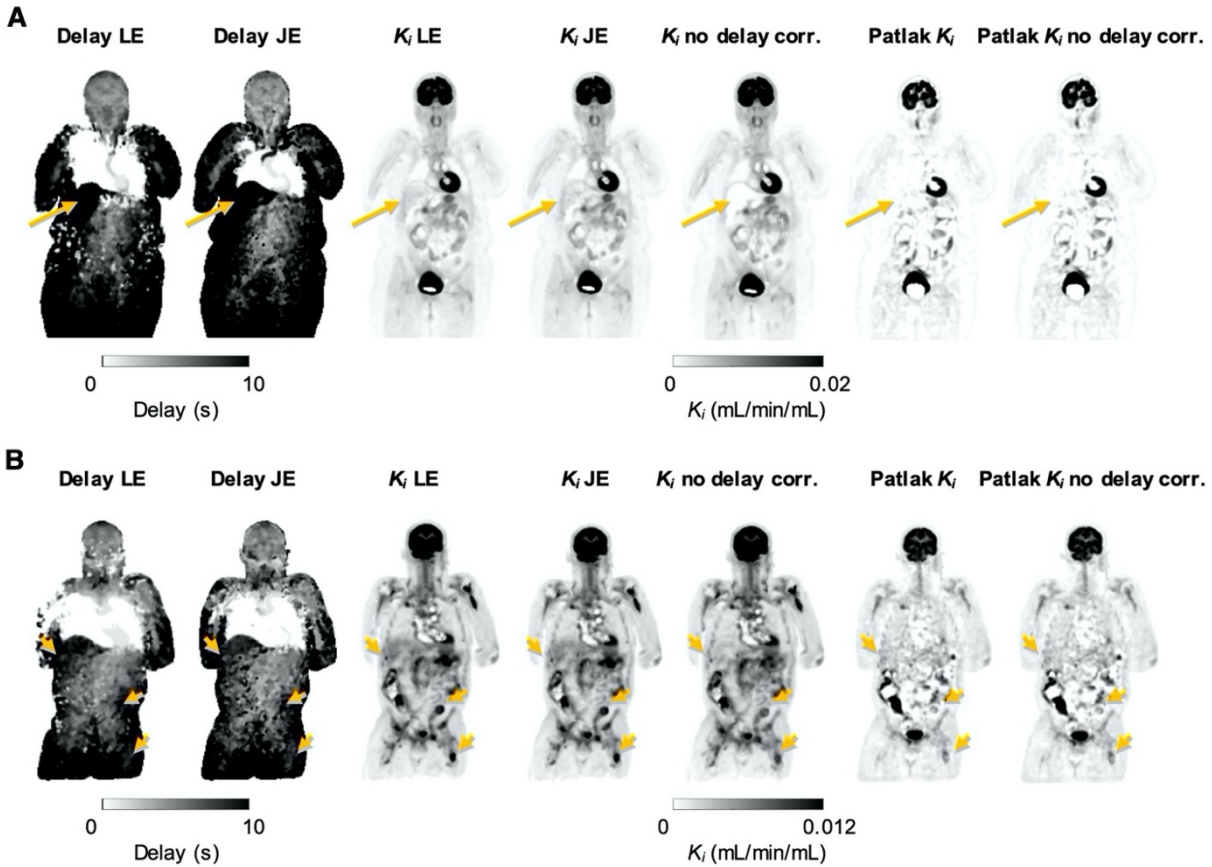 A
Delay LE Delay JE Ki LE Ki JE Ki no delay corr. Patlak Ki Patlak Ki no delay corr.
0 10 0 0.02
Delay (s) Ki (mL/min/mL)
B
Delay LE Delay JE Ki LE Ki JE Ki no delay corr. Patlak Ki Patlak Ki no delay corr.
0 10 0 0.012
Delay (s) Ki (mL/min/mL)